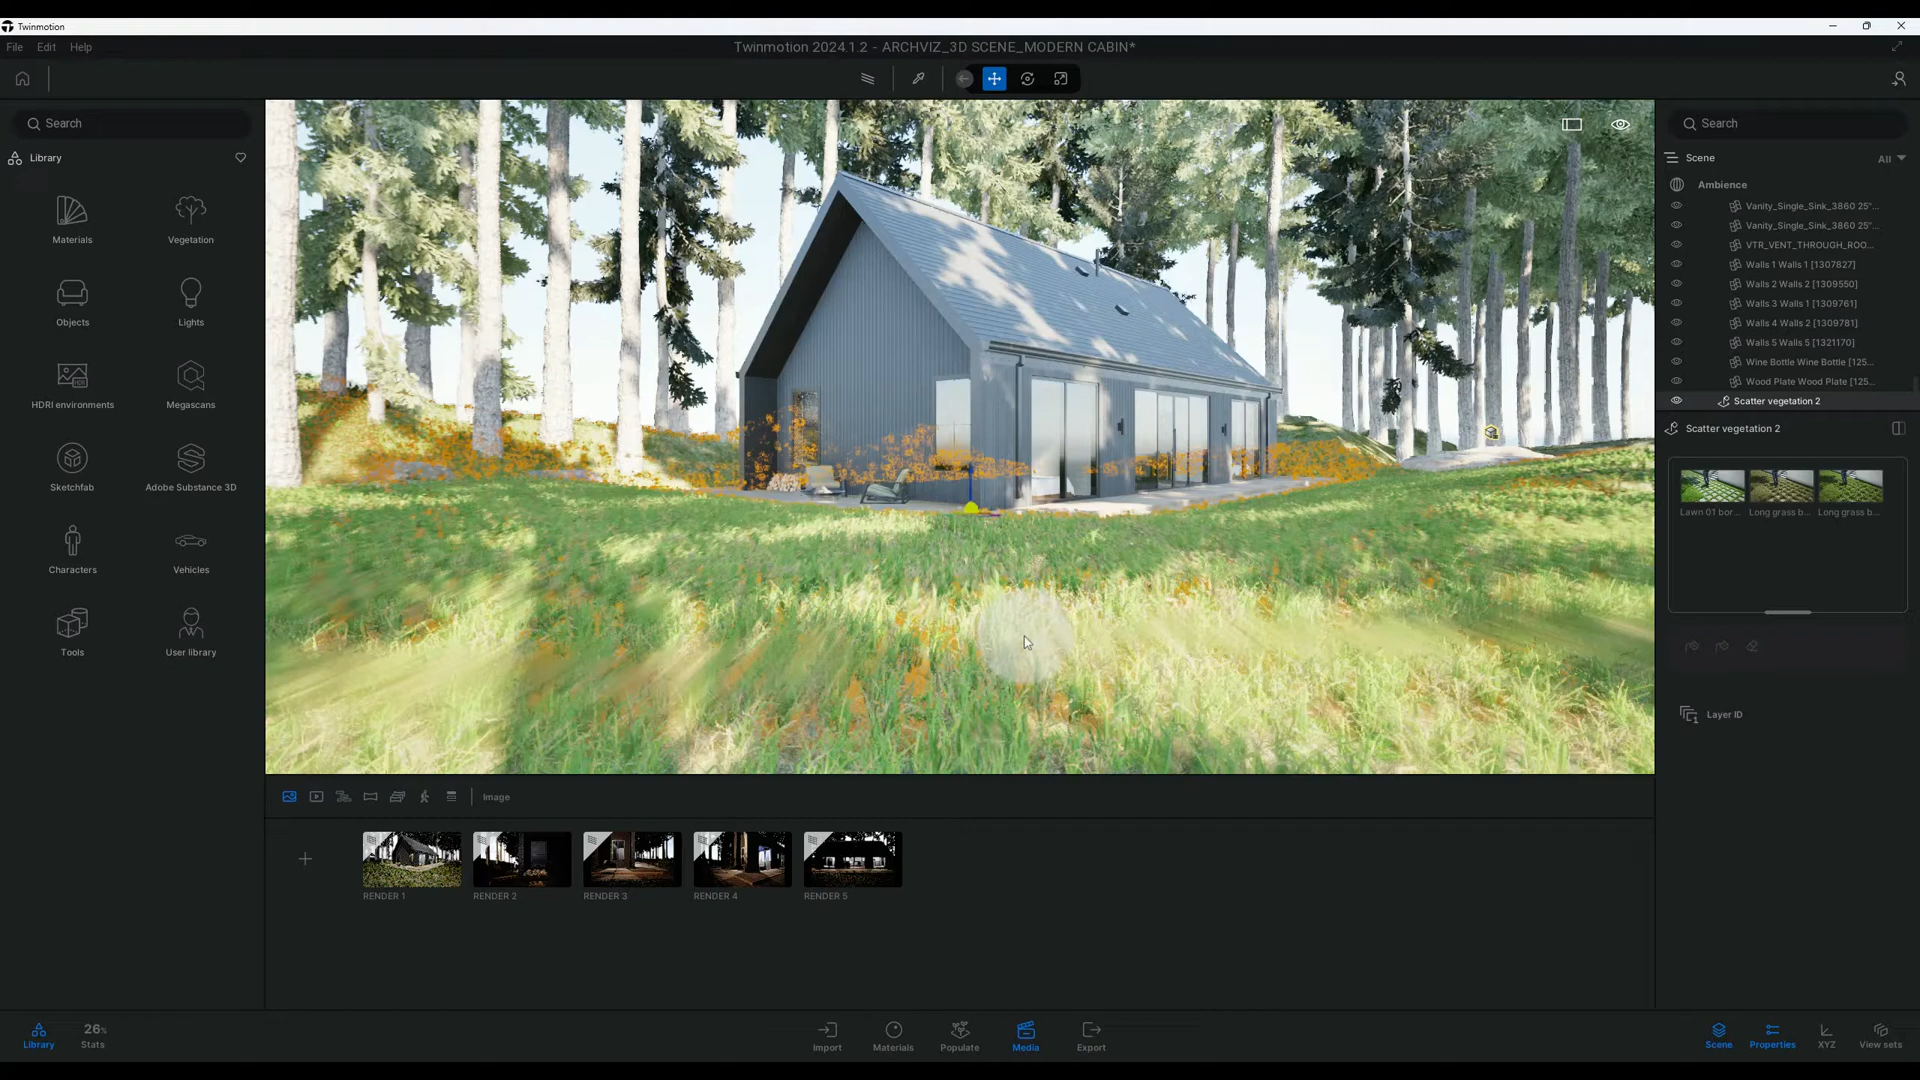 Twinmotion
File Edit Help
Twinmotion 2024.1.2 - ARCHVIZ_3D SCENE_MODERN CABIN*
Search
Library
Materials
Vegetation
Objects
Lights
HDRI environments
Megascans
Sketchfab
Adobe Substance 3D
Characters
Vehicles
Tools
User library
Search
Scene
All
Ambience
Vanity_Single_Sink_3860 25"...
Vanity_Single_Sink_3860 25"...
VTR_VENT_THROUGH_ROO...
Walls 1 Walls 1 [1307827]
Walls 2 Walls 2 [1309550]
Walls 3 Walls 1 [1309761]
Walls 4 Walls 2 [1309781]
Walls 5 Walls 5 [1321170]
Wine Bottle Wine Bottle [125...
Wood Plate Wood Plate [125...
Scatter vegetation 2
Scatter vegetation 2
Lawn 01 bor... Long grass b... Long grass b...
Layer ID
Image
RENDER 1
RENDER 2
RENDER 3
RENDER 4
RENDER 5
Library
26%
Stats
Import
Materials
Populate
Media
Export
Scene
Properties
XYZ
View sets